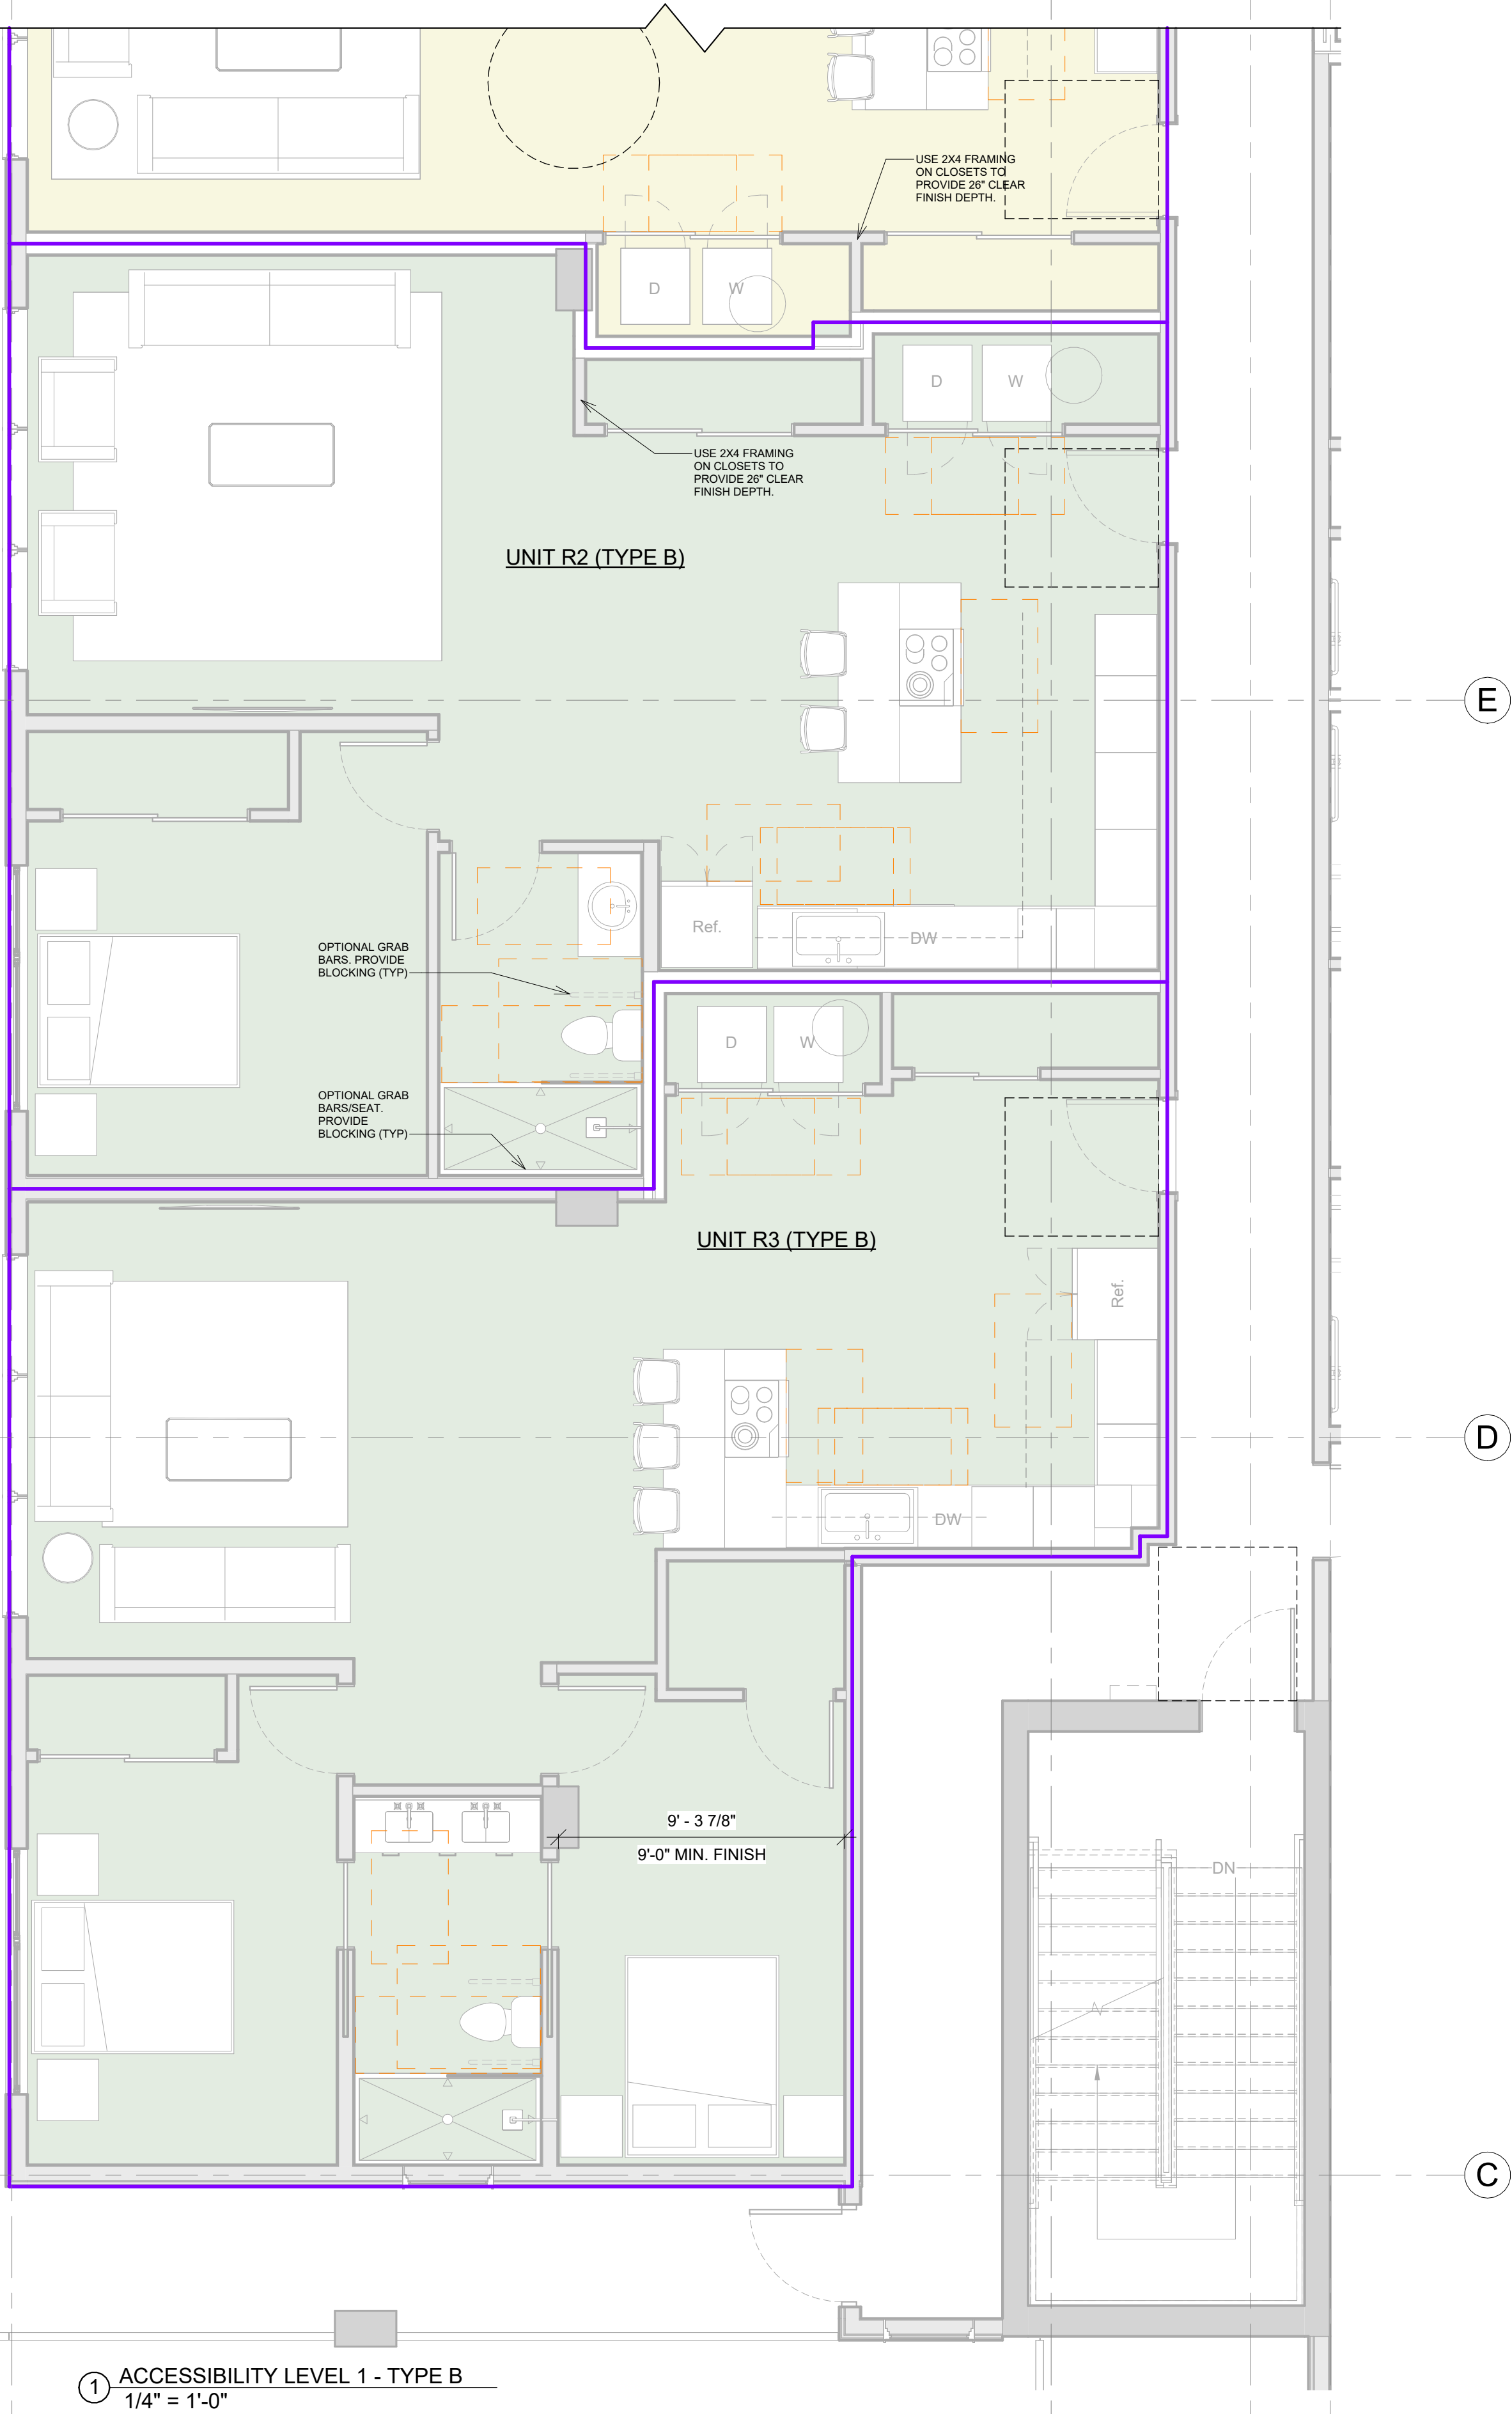 USE 2X4 FRAMING
ON CLOSETS TO
PROVIDE 26" CLEAR
FINISH DEPTH.
D
W
D
W
USE 2X4 FRAMING
ON CLOSETS TO
PROVIDE 26" CLEAR
FINISH DEPTH.
UNIT R2 (TYPE B)
E
Ref.
DW
OPTIONAL GRAB
BARS. PROVIDE
BLOCKING (TYP)
D
W
OPTIONAL GRAB
BARS/SEAT.
PROVIDE
BLOCKING (TYP)
UNIT R3 (TYPE B)
Ref.
D
DW
9' - 3 7/8"
9'-0" MIN. FINISH
DN
C
1
ACCESSIBILITY LEVEL 1 - TYPE B
1/4" = 1'-0"